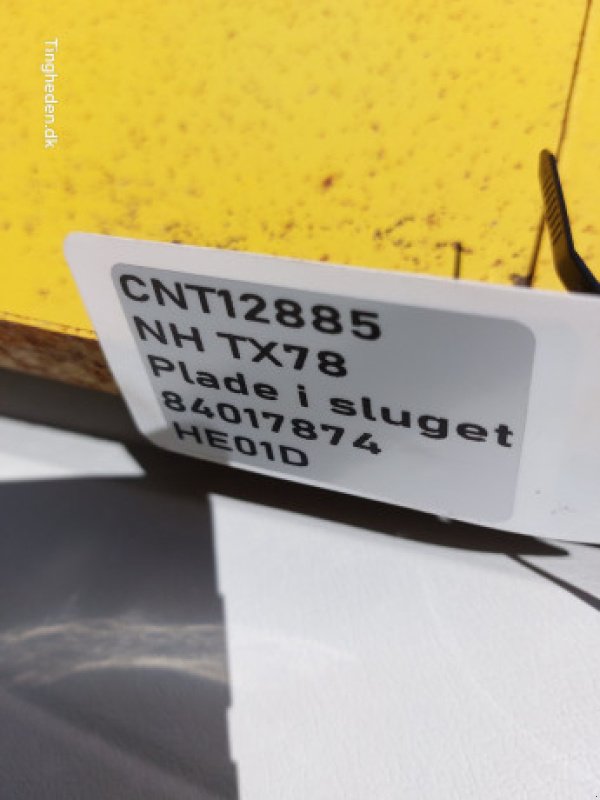 Tingheden.dk
CNT12885
NH TX78
Plade i sluget
84017874
HE01D